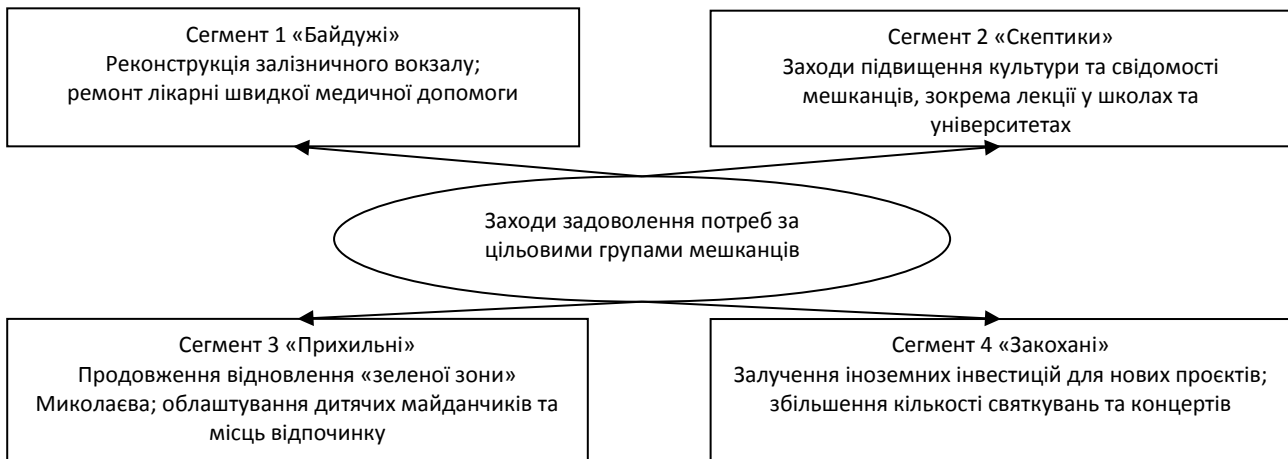 Сегмент 1 «Байдужі»
Реконструкція залізничного вокзалу;
ремонт лікарні швидкої медичної допомоги
Сегмент 2 «Скептики»
Заходи підвищення культури та свідомості
мешканців, зокрема лекції у школах та
університетах
Заходи задоволення потреб за
цільовими групами мешканців
Сегмент 3 «Прихильні»
Продовження відновлення «зеленої зони»
Миколаєва; облаштування дитячих майданчиків та
місць відпочинку
Сегмент 4 «Закохані»
Залучення іноземних інвестицій для нових проєктів;
збільшення кількості святкувань та концертів